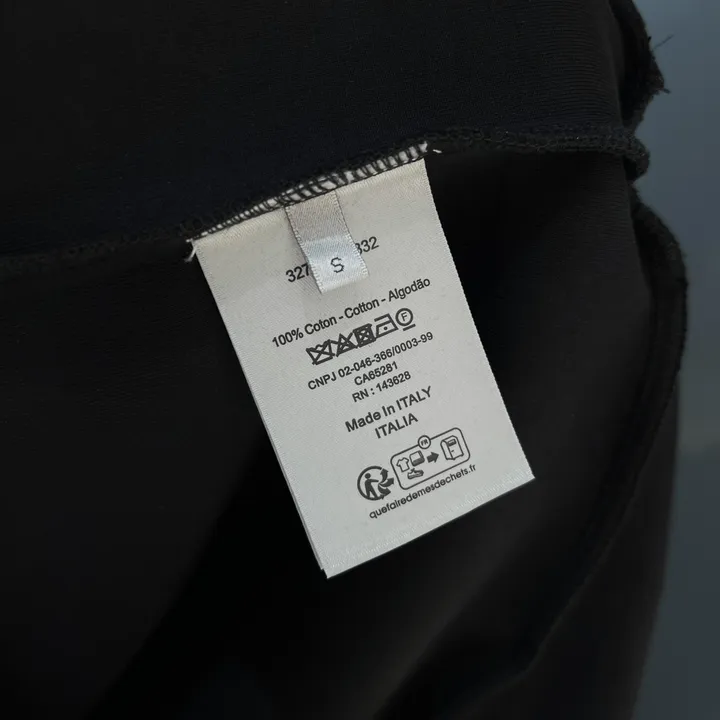 327 332
S
100% Coton - Cotton - Algodão
F
CNPJ 02-046-366/0003-99
CA65281
RN : 143628
Made In ITALY
ITALIA
FR
quefairedemesdechets.fr